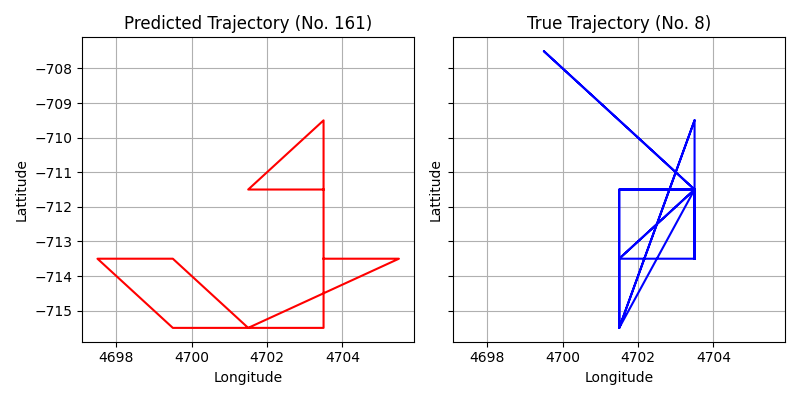 Predicted Trajectory (No. 161)
Lattitude
−708
−709
−710
−711
−712
−713
−714
−715
4698
4700
4702
4704
Longitude
True Trajectory (No. 8)
Lattitude
4698
4700
4702
4704
Longitude